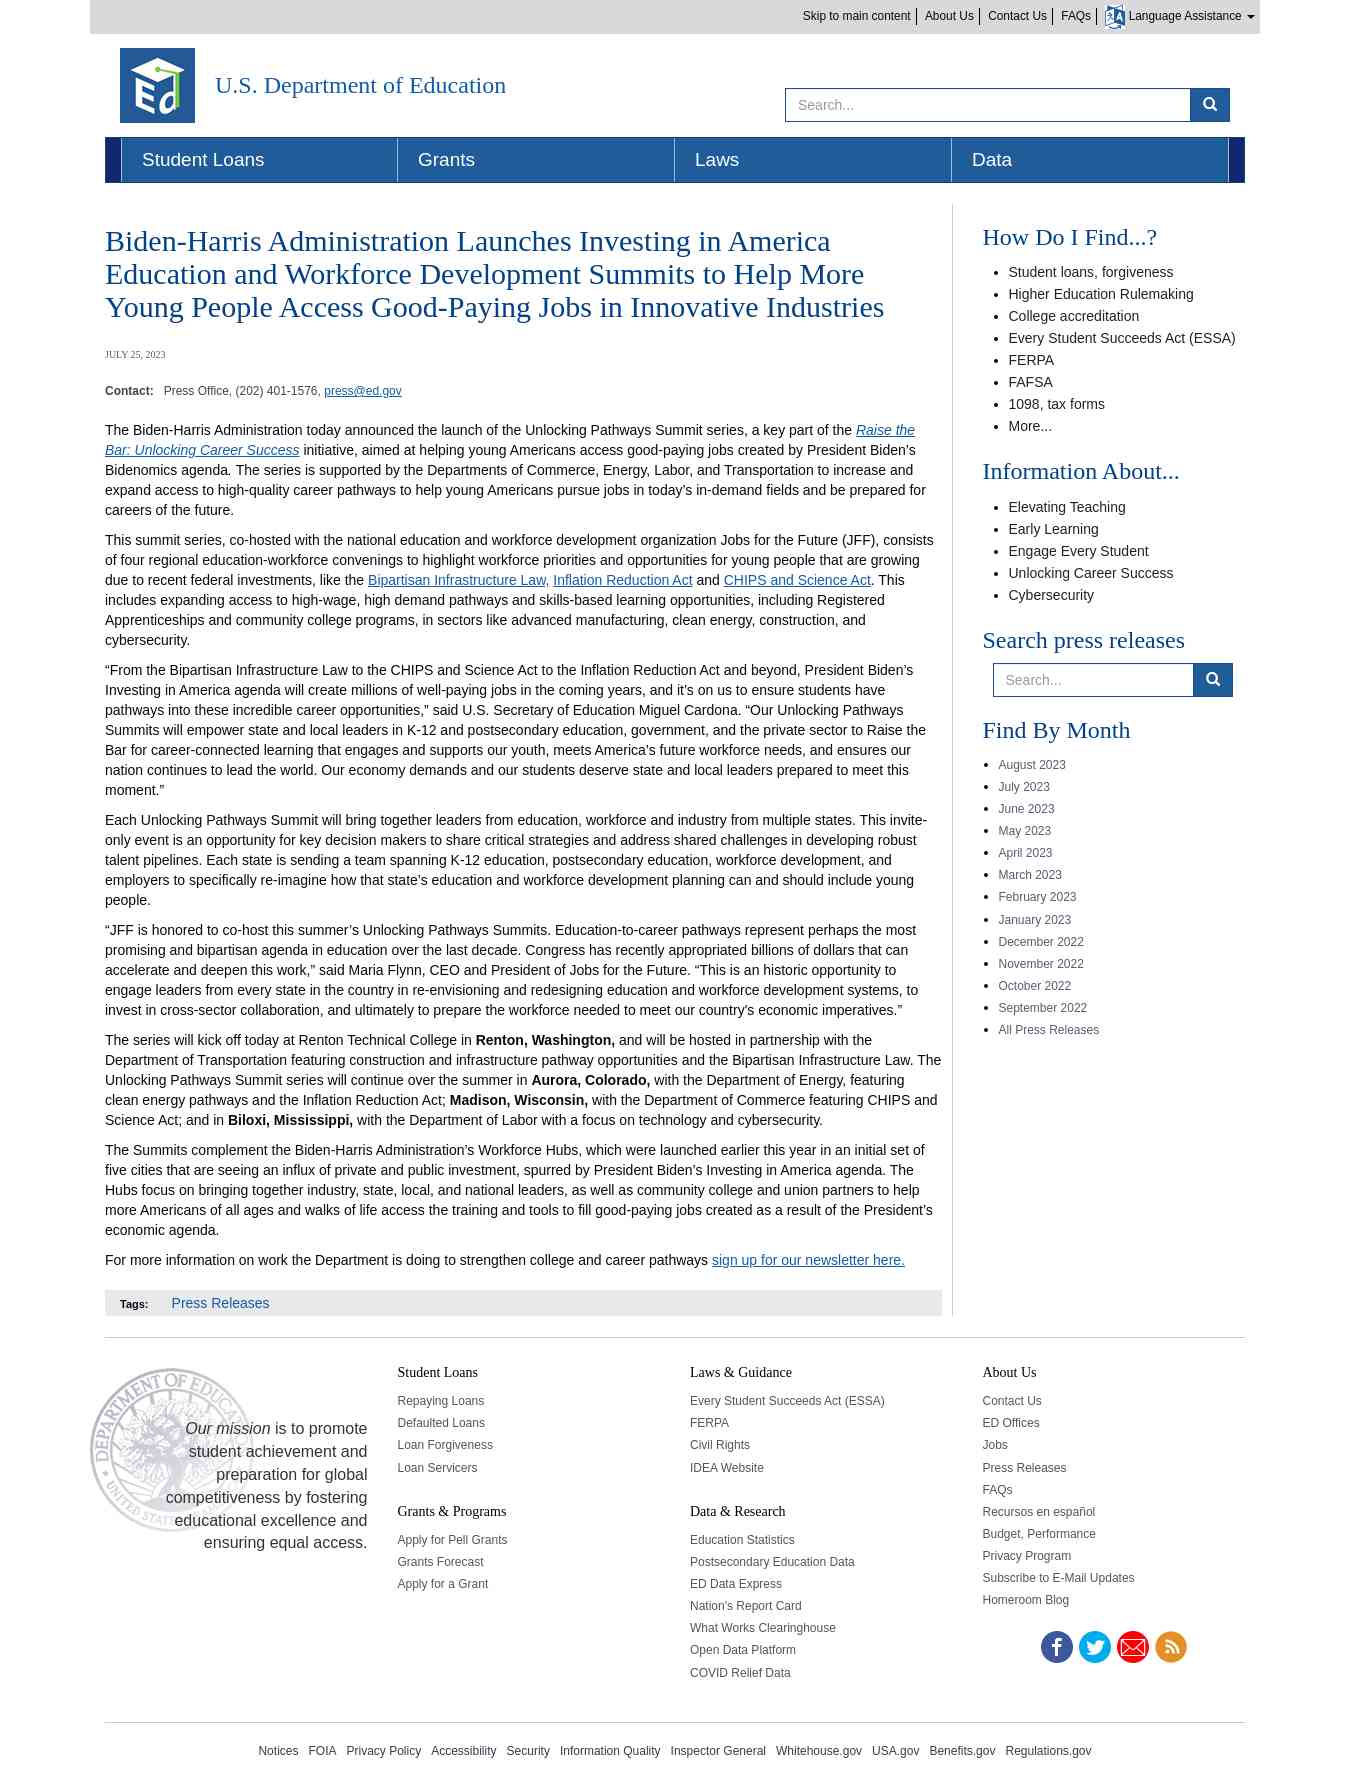 Skip to main content
About Us
Contact Us
FAQs
Language Assistance
Ed
U.S. Department of Education
Search...
Student Loans
Grants
Laws
Data
Biden-Harris Administration Launches Investing in America
Education and Workforce Development Summits to Help More
Young People Access Good-Paying Jobs in Innovative Industries
JULY 25, 2023
Contact: Press Office, (202) 401-1576, press@ed.gov
The Biden-Harris Administration today announced the launch of the Unlocking Pathways Summit series, a key part of the Raise the
Bar: Unlocking Career Success initiative, aimed at helping young Americans access good-paying jobs created by President Biden's
Bidenomics agenda. The series is supported by the Departments of Commerce, Energy, Labor, and Transportation to increase and
expand access to high-quality career pathways to help young Americans pursue jobs in today's in-demand fields and be prepared for
careers of the future.
This summit series, co-hosted with the national education and workforce development organization Jobs for the Future (JFF), consists
of four regional education-workforce convenings to highlight workforce priorities and opportunities for young people that are growing
due to recent federal investments, like the Bipartisan Infrastructure Law, Inflation Reduction Act and CHIPS and Science Act. This
includes expanding access to high-wage, high demand pathways and skills-based learning opportunities, including Registered
Apprenticeships and community college programs, in sectors like advanced manufacturing, clean energy, construction, and
cybersecurity.
“From the Bipartisan Infrastructure Law to the CHIPS and Science Act to the Inflation Reduction Act and beyond, President Biden’s
Investing in America agenda will create millions of well-paying jobs in the coming years, and it’s on us to ensure students have
pathways into these incredible career opportunities,” said U.S. Secretary of Education Miguel Cardona. “Our Unlocking Pathways
Summits will empower state and local leaders in K-12 and postsecondary education, government, and the private sector to Raise the
Bar for career-connected learning that engages and supports our youth, meets America’s future workforce needs, and ensures our
nation continues to lead the world. Our economy demands and our students deserve state and local leaders prepared to meet this
moment.”
Each Unlocking Pathways Summit will bring together leaders from education, workforce and industry from multiple states. This invite-
only event is an opportunity for key decision makers to share critical strategies and address shared challenges in developing robust
talent pipelines. Each state is sending a team spanning K-12 education, postsecondary education, workforce development, and
employers to specifically re-imagine how that state’s education and workforce development planning can and should include young
people.
“JFF is honored to co-host this summer’s Unlocking Pathways Summits. Education-to-career pathways represent perhaps the most
promising and bipartisan agenda in education over the last decade. Congress has recently appropriated billions of dollars that can
accelerate and deepen this work,” said Maria Flynn, CEO and President of Jobs for the Future. “This is an historic opportunity to
engage leaders from every state in the country in re-envisioning and redesigning education and workforce development systems, to
invest in cross-sector collaboration, and ultimately to prepare the workforce needed to meet our country's economic imperatives.”
The series will kick off today at Renton Technical College in Renton, Washington, and will be hosted in partnership with the
Department of Transportation featuring construction and infrastructure pathway opportunities and the Bipartisan Infrastructure Law. The
Unlocking Pathways Summit series will continue over the summer in Aurora, Colorado, with the Department of Energy, featuring
clean energy pathways and the Inflation Reduction Act; Madison, Wisconsin, with the Department of Commerce featuring CHIPS and
Science Act; and in Biloxi, Mississippi, with the Department of Labor with a focus on technology and cybersecurity.
The Summits complement the Biden-Harris Administration’s Workforce Hubs, which were launched earlier this year in an initial set of
five cities that are seeing an influx of private and public investment, spurred by President Biden’s Investing in America agenda. The
Hubs focus on bringing together industry, state, local, and national leaders, as well as community college and union partners to help
more Americans of all ages and walks of life access the training and tools to fill good-paying jobs created as a result of the President’s
economic agenda.
For more information on work the Department is doing to strengthen college and career pathways sign up for our newsletter here.
Tags: Press Releases
How Do I Find...?
Student loans, forgiveness
Higher Education Rulemaking
College accreditation
Every Student Succeeds Act (ESSA)
FERPA
FAFSA
1098, tax forms
More...
Information About...
Elevating Teaching
Early Learning
Engage Every Student
Unlocking Career Success
Cybersecurity
Search press releases
Search...
Find By Month
August 2023
July 2023
June 2023
May 2023
April 2023
March 2023
February 2023
January 2023
December 2022
November 2022
October 2022
September 2022
All Press Releases
Our mission is to promote
student achievement and
preparation for global
competitiveness by fostering
educational excellence and
ensuring equal access.
Student Loans
Repaying Loans
Defaulted Loans
Loan Forgiveness
Loan Servicers
Grants & Programs
Apply for Pell Grants
Grants Forecast
Apply for a Grant
Laws & Guidance
Every Student Succeeds Act (ESSA)
FERPA
Civil Rights
IDEA Website
Data & Research
Education Statistics
Postsecondary Education Data
ED Data Express
Nation's Report Card
What Works Clearinghouse
Open Data Platform
COVID Relief Data
About Us
Contact Us
ED Offices
Jobs
Press Releases
FAQs
Recursos en español
Budget, Performance
Privacy Program
Subscribe to E-Mail Updates
Homeroom Blog
Notices FOIA Privacy Policy Accessibility Security Information Quality Inspector General Whitehouse.gov USA.gov Benefits.gov Regulations.gov